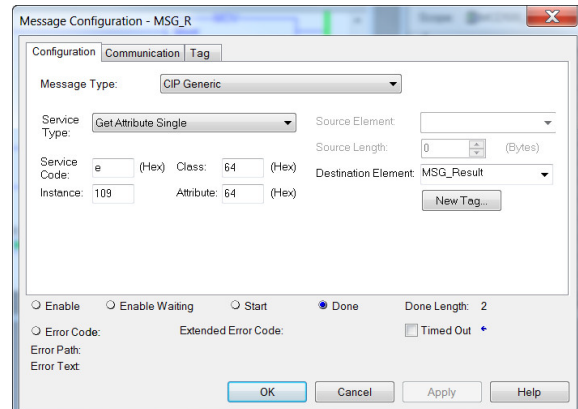 Message Configuration - MSG_R
Configuration Communication Tag
Message Type: CIP Generic
Service Type: Get Attribute Single Source Element:
Source Length: 0 (Bytes)
Service Code: e (Hex) Class: 64 (Hex) Destination Element: MSG_Result
Instance: 109 Attribute: 64 (Hex) New Tag...
Enable Enable Waiting Start Done Done Length: 2
Error Code: Extended Error Code: Timed Out
Error Path:
Error Text:
OK Cancel Apply Help